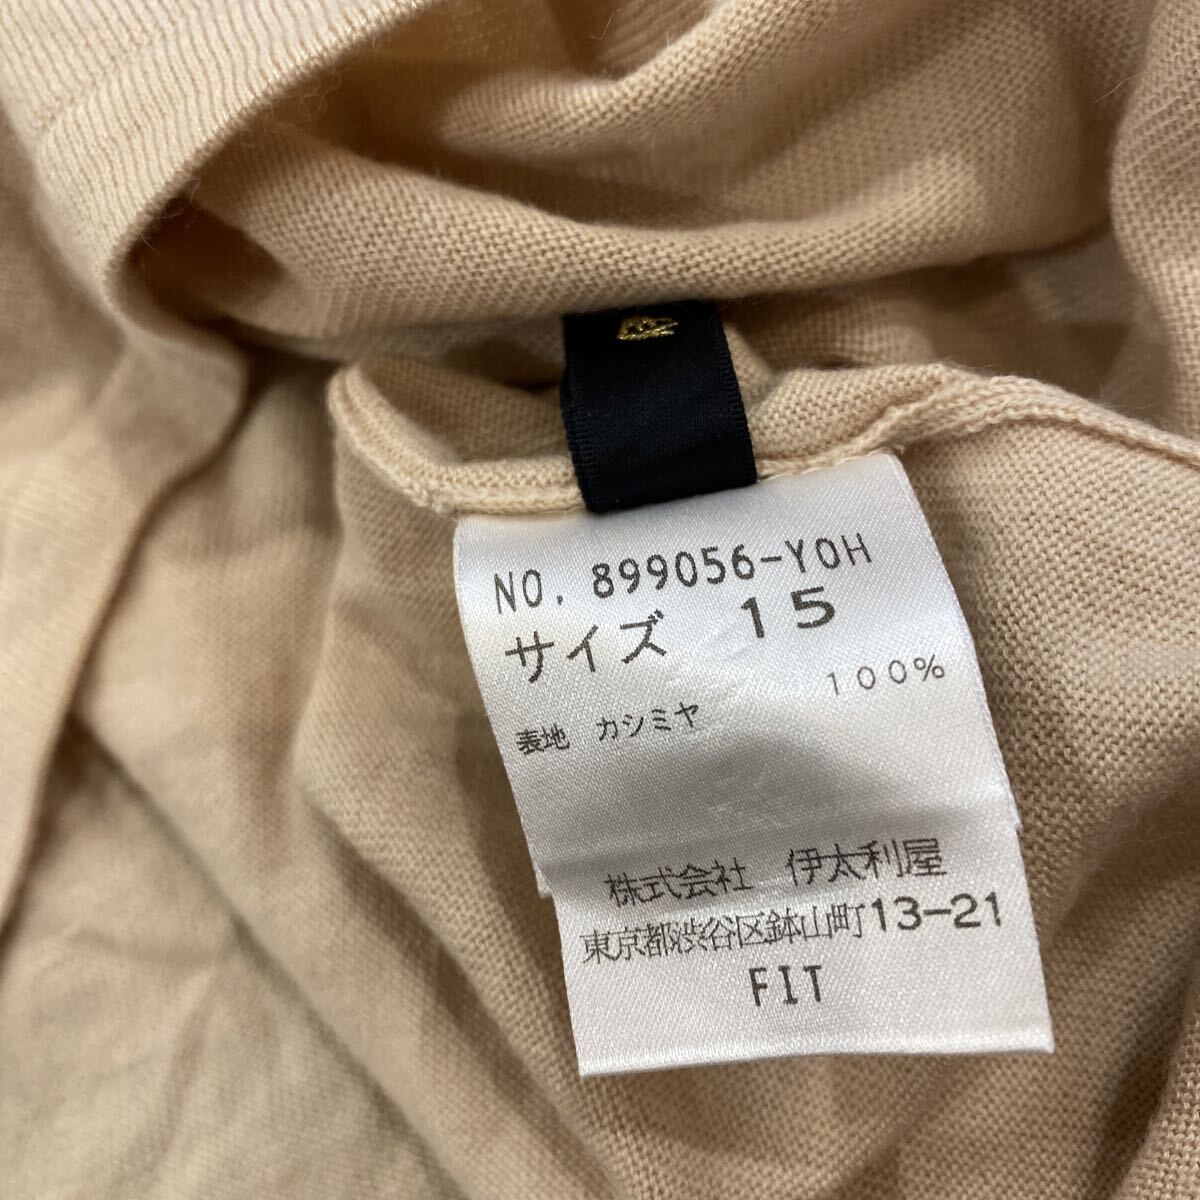 NO. 899056-YOH
サイズ 15
表地 カシミヤ 100%
株式会社 伊太利屋
東京都渋谷区鉢山町13-21
FIT